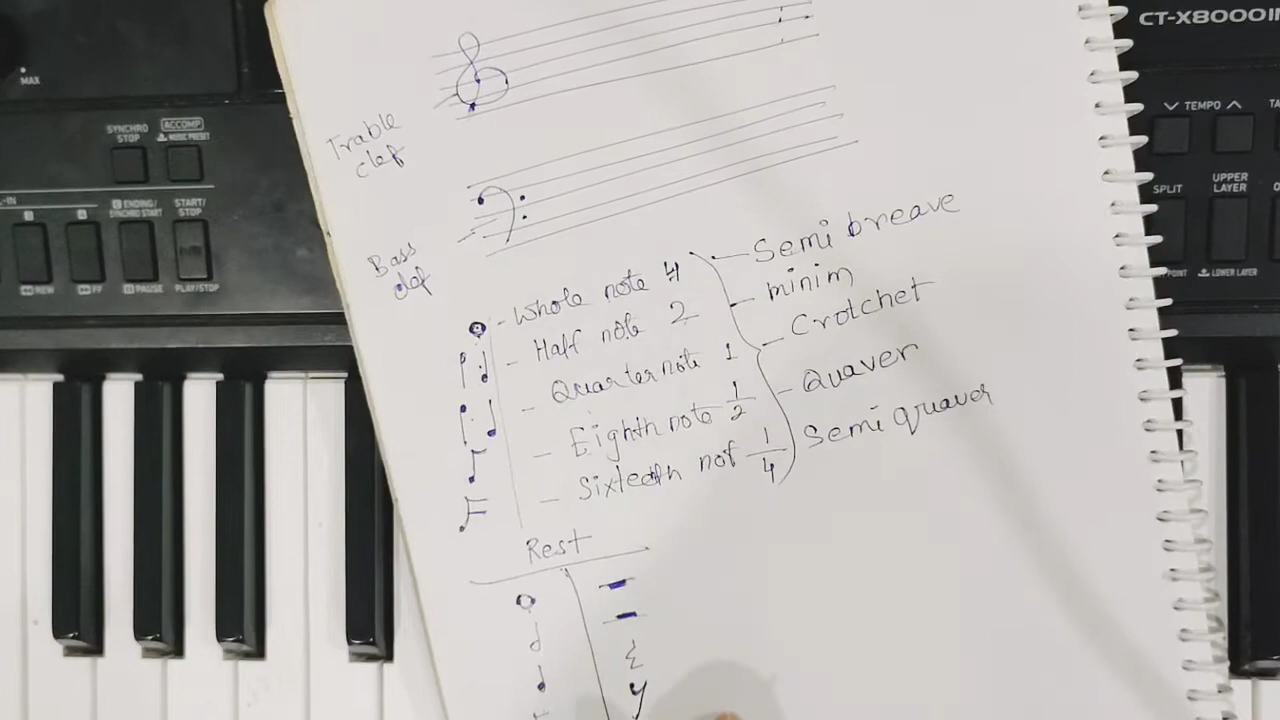 CT-X8000IN
MAX
SYNCHRO STOP
ACCOMP
MUSIC PRESET
TEMPO
ENDING/
SYNCHRO START
START/
STOP
REW
FF
PAUSE
PLAY/STOP
SPLIT
UPPER
LAYER
LOWER LAYER
Trable
clef
Bass
clef
- Whole note 4 - Semi breave
- Half note 2 - minim
- Quarter note 1 - Crotchet
- Eighth note 1/2 - Quaver
- Sixteeth not 1/4 Semi quaver
Rest